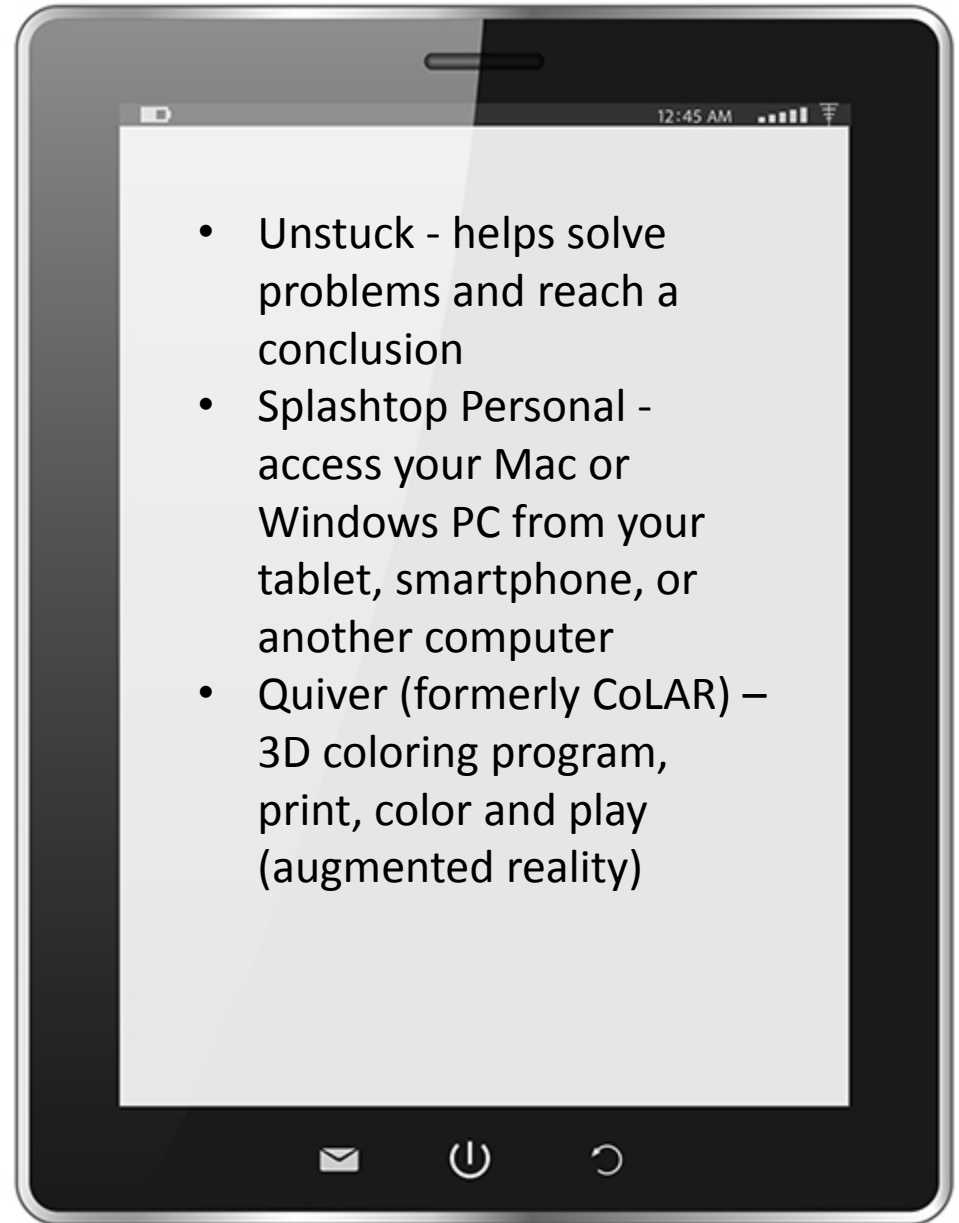 12:45 AM
• Unstuck - helps solve
problems and reach a
conclusion
• Splashtop Personal -
access your Mac or
Windows PC from your
tablet, smartphone, or
another computer
• Quiver (formerly CoLAR) –
3D coloring program,
print, color and play
(augmented reality)